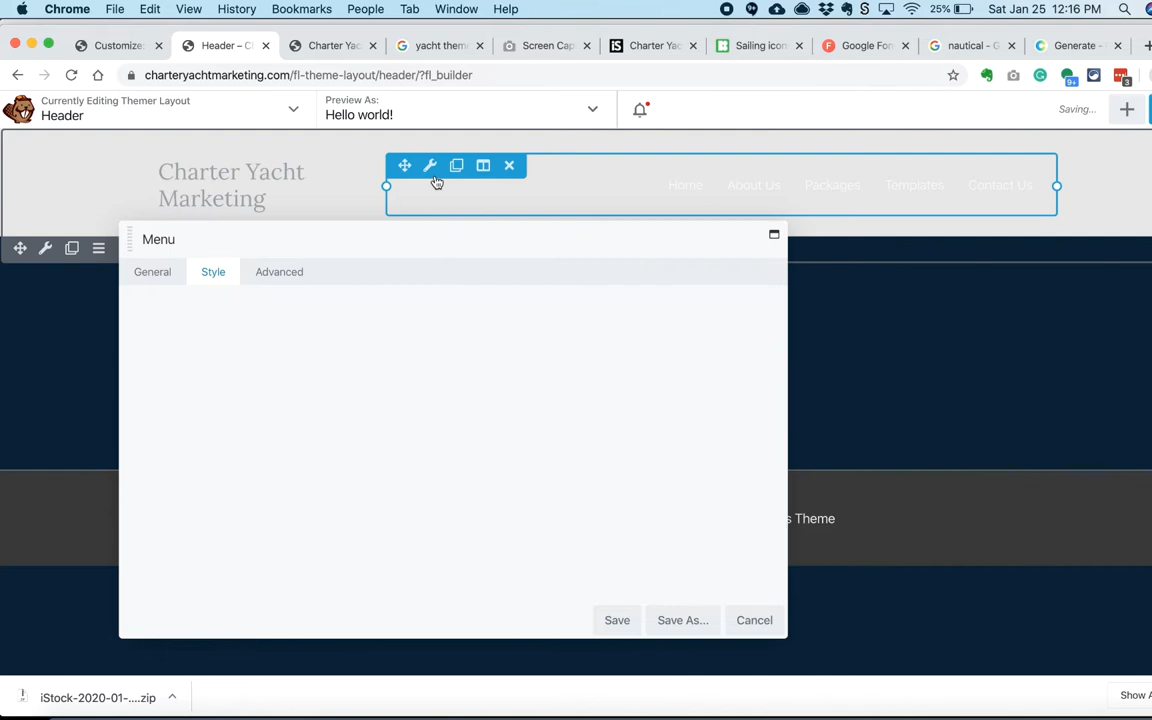 Chrome File Edit View History Bookmarks People Tab Window Help 25% Sat Jan 25 12:16 PM
Customize: Header – C Charter Yac yacht them Screen Cap Charter Yac Sailing icon Google Fon nautical - G Generate -
charteryachtmarketing.com/fl-theme-layout/header/?fl_builder
9+ 3
Currently Editing Themer Layout
Header
Preview As:
Hello world!
Saving...
Charter Yacht
Marketing
Home About Us Packages Templates Contact Us
Menu
General Style Advanced
s Theme
Save Save As... Cancel
iStock-2020-01-....zip
Show A